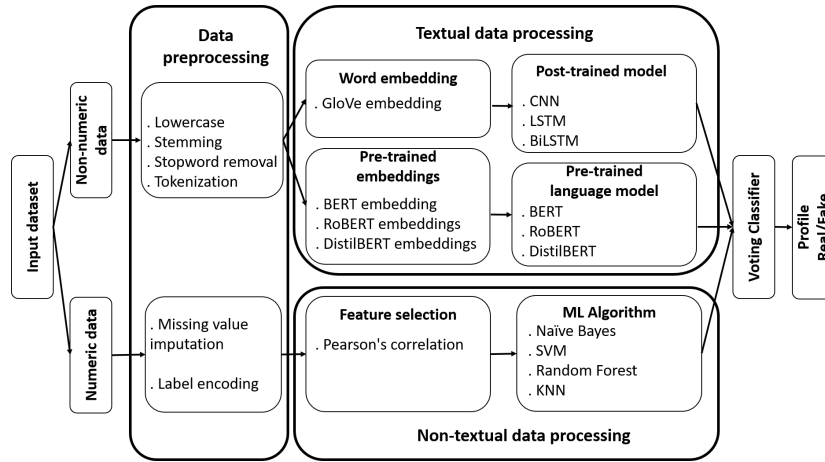 Input dataset
Non-numeric
data
Numeric data
Data
preprocessing
. Lowercase
. Stemming
. Stopword removal
. Tokenization
. Missing value
imputation
. Label encoding
Textual data processing
Word embedding
. GloVe embedding
Post-trained model
. CNN
. LSTM
. BiLSTM
Pre-trained
embeddings
. BERT embedding
. RoBERT embeddings
. DistilBERT embeddings
Pre-trained
language model
. BERT
. RoBERT
. DistilBERT
Feature selection
. Pearson's correlation
ML Algorithm
. Naïve Bayes
. SVM
. Random Forest
. KNN
Non-textual data processing
Voting Classifier
Profile
Real/Fake